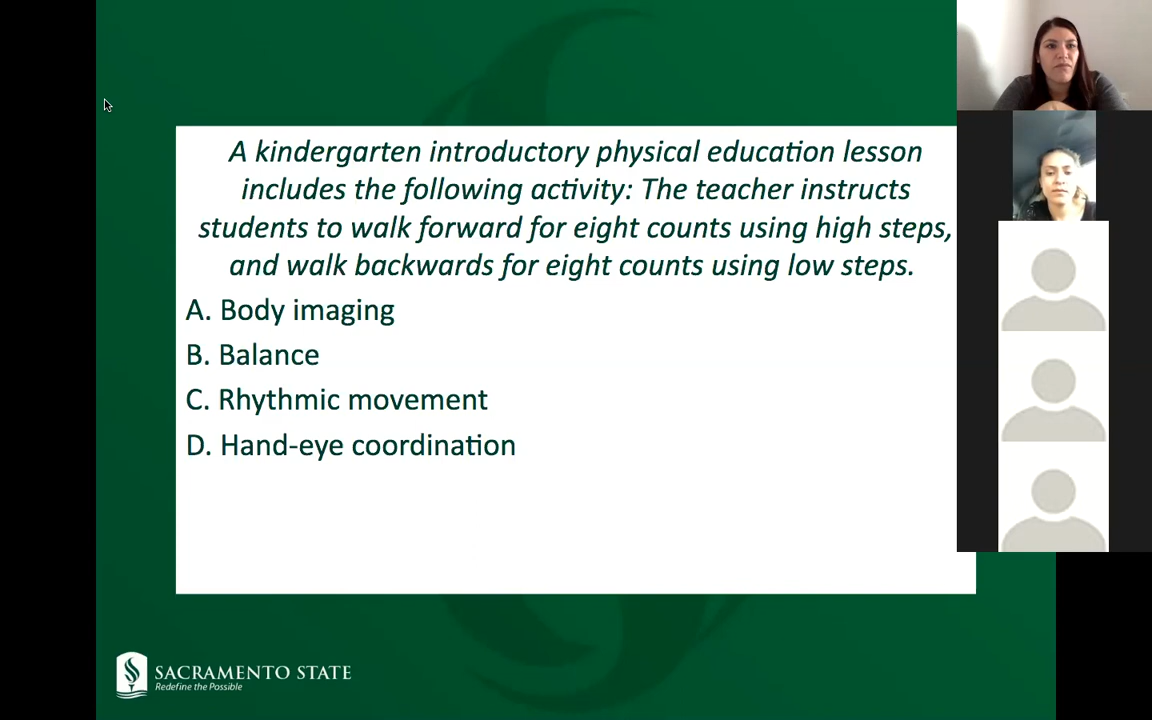 A kindergarten introductory physical education lesson
includes the following activity: The teacher instructs
students to walk forward for eight counts using high steps,
and walk backwards for eight counts using low steps.
A. Body imaging
B. Balance
C. Rhythmic movement
D. Hand-eye coordination
SACRAMENTO STATE
Redefine the Possible